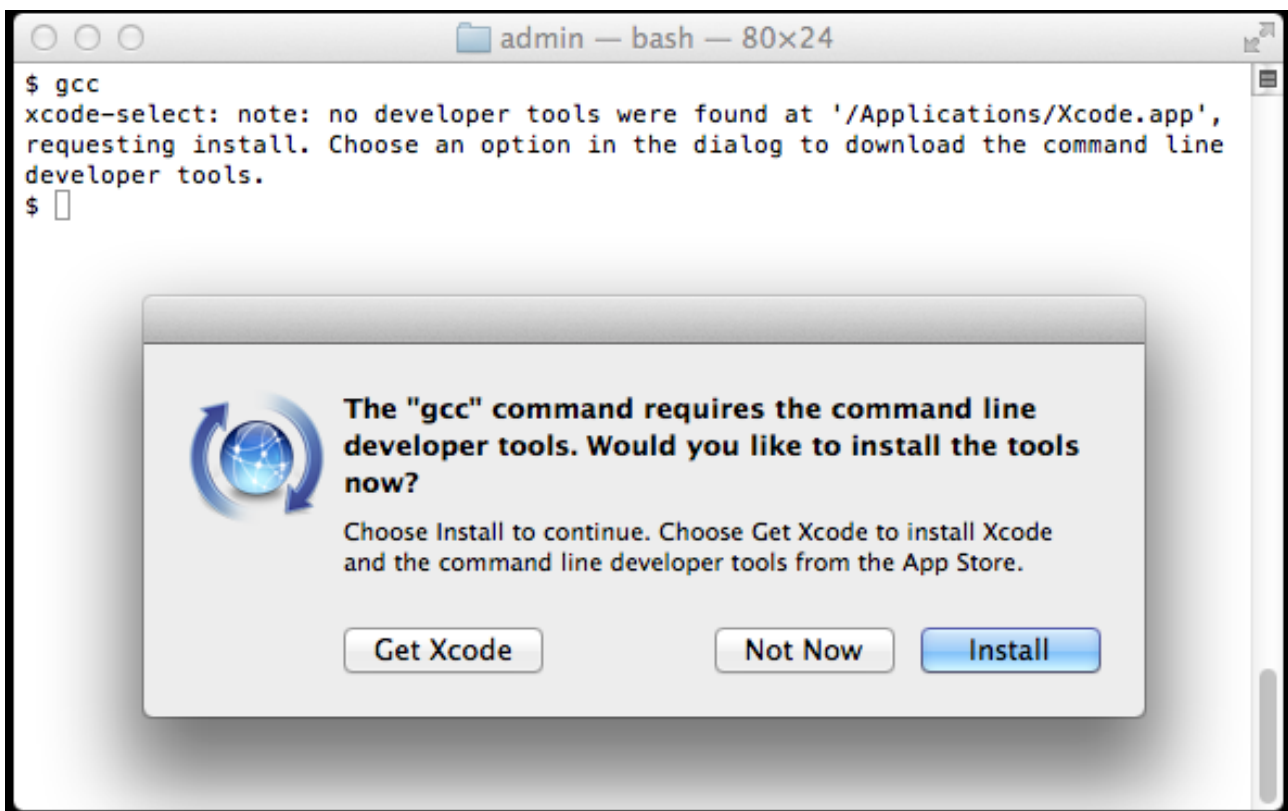 admin — bash — 80×24
$ gcc
xcode-select: note: no developer tools were found at '/Applications/Xcode.app',
requesting install. Choose an option in the dialog to download the command line
developer tools.
$
The "gcc" command requires the command line
developer tools. Would you like to install the tools
now?
Choose Install to continue. Choose Get Xcode to install Xcode
and the command line developer tools from the App Store.
Get Xcode
Not Now
Install